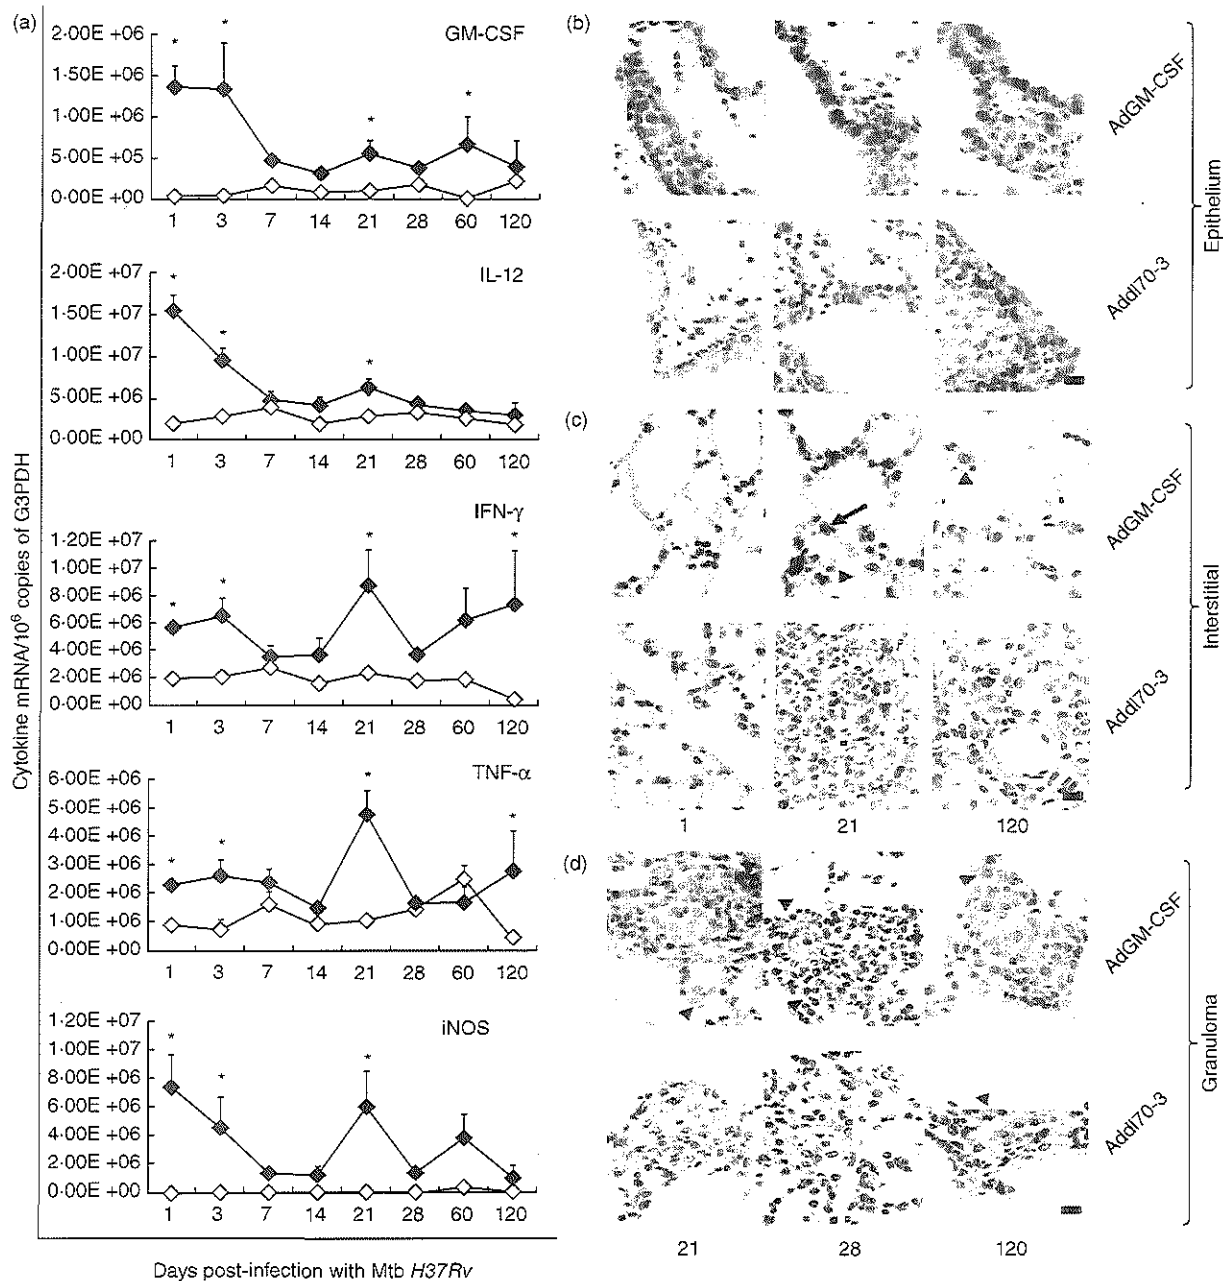 (a)
Cytokine mRNA/10⁶ copies of G3PDH
GM-CSF
2·00E +06
1·50E +06
1·00E +06
5·00E +05
0·00E +00
* * * *
1 3 7 14 21 28 60 120
IL-12
2·00E +07
1·50E +07
1·00E +07
5·00E +06
0·00E +00
* * *
1 3 7 14 21 28 60 120
IFN-γ
1·20E +07
1·00E +07
8·00E +06
6·00E +06
4·00E +06
2·00E +06
0·00E +00
* * * *
1 3 7 14 21 28 60 120
TNF-α
6·00E +06
5·00E +06
4·00E +06
3·00E +06
2·00E +06
1·00E +06
0·00E +00
* * * *
1 3 7 14 21 28 60 120
iNOS
1·20E +07
1·00E +07
8·00E +06
6·00E +06
4·00E +06
2·00E +06
0·00E +00
* * *
1 3 7 14 21 28 60 120
Days post-infection with Mtb H37Rv
(b)
AdGM-CSF
Addl70-3
Epithelium
(c)
AdGM-CSF
Addl70-3
Interstitial
1 21 120
(d)
AdGM-CSF
Addl70-3
Granuloma
21 28 120